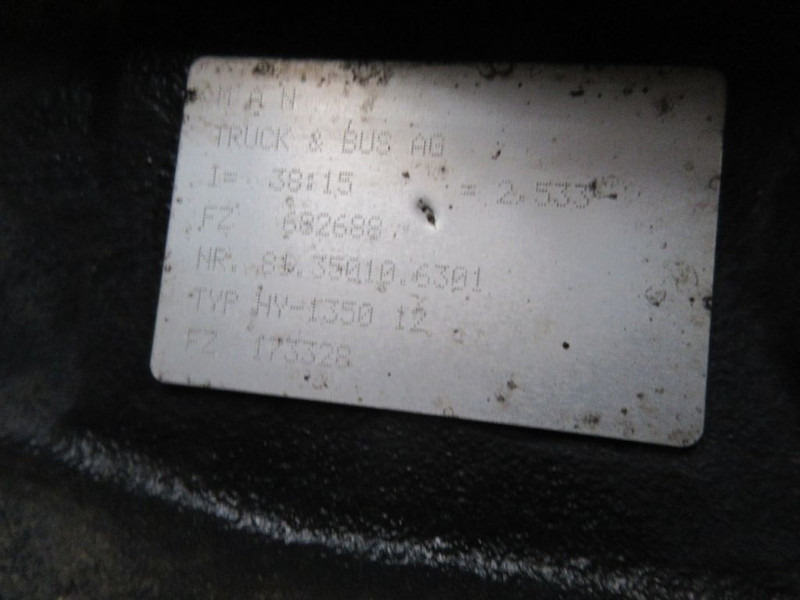 M A N
TRUCK & BUS AG
I= 38:15 = 2.533
FZ 682688
NR. 81.35010.6301
TYP HY-1350 12
FZ 173328